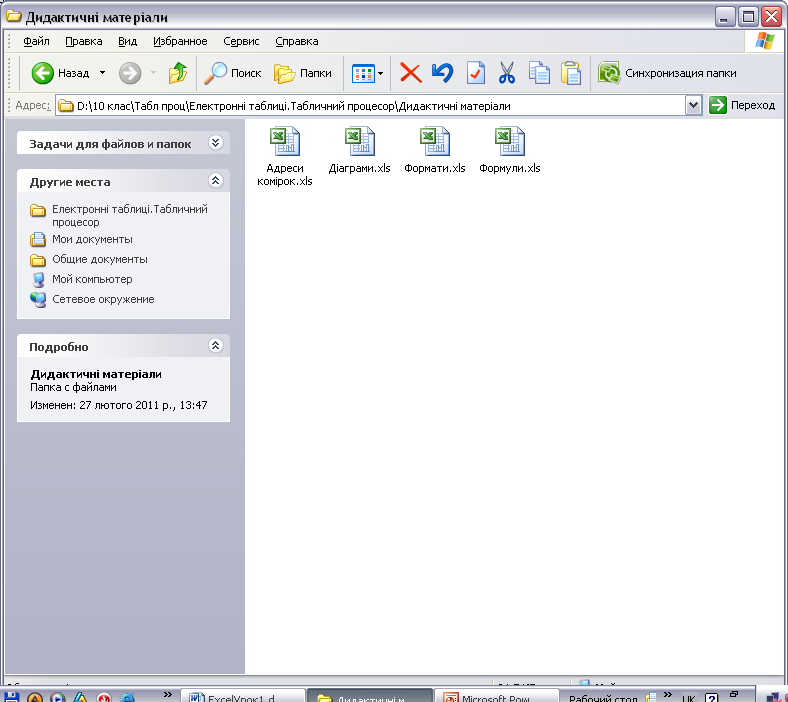 Дидактичні матеріали
Файл Правка Вид Избранное Сервис Справка
Назад Поиск Папки Синхронизация папки
Адрес: D:\10 клас\Табл проц\Електронні таблиці.Табличний процесор\Дидактичні матеріали Переход
Задачи для файлов и папок
Другие места
Електронні таблиці.Табличний
процесор
Мои документы
Общие документы
Мой компьютер
Сетевое окружение
Подробно
Дидактичні матеріали
Папка с файлами
Изменен: 27 лютого 2011 р., 13:47
Адреси
комірок.xls
Діаграми.xls
Формати.xls
Формули.xls
ExcelУрок1.d Дидактичні м Microsoft Pow Рабочий стол » UK